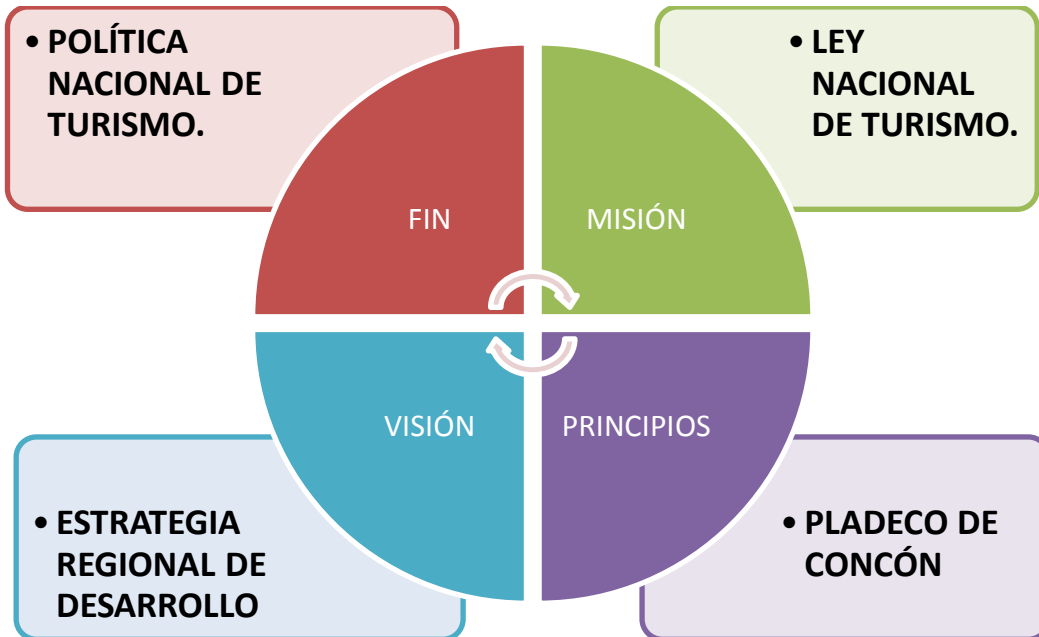 • POLÍTICA
NACIONAL DE
TURISMO.
• LEY
NACIONAL
DE TURISMO.
FIN
MISIÓN
VISIÓN
PRINCIPIOS
• ESTRATEGIA
REGIONAL DE
DESARROLLO
• PLADECO DE
CONCÓN